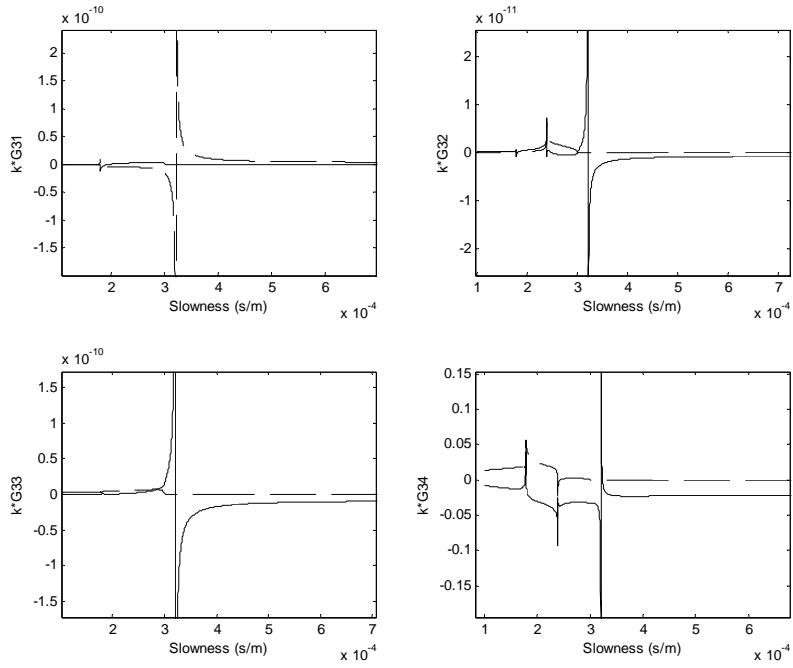 x 10^-10
2
1.5
1
0.5
0
-0.5
-1
-1.5
k*G31
2 3 4 5 6 7
Slowness (s/m)
x 10^-4
x 10^-11
2
1
0
-1
-2
k*G32
1 2 3 4 5 6 7
Slowness (s/m)
x 10^-4
x 10^-10
1.5
1
0.5
0
-0.5
-1
-1.5
k*G33
2 3 4 5 6 7
Slowness (s/m)
x 10^-4
0.15
0.1
0.05
0
-0.05
-0.1
-0.15
k*G34
1 2 3 4 5 6
Slowness (s/m)
x 10^-4